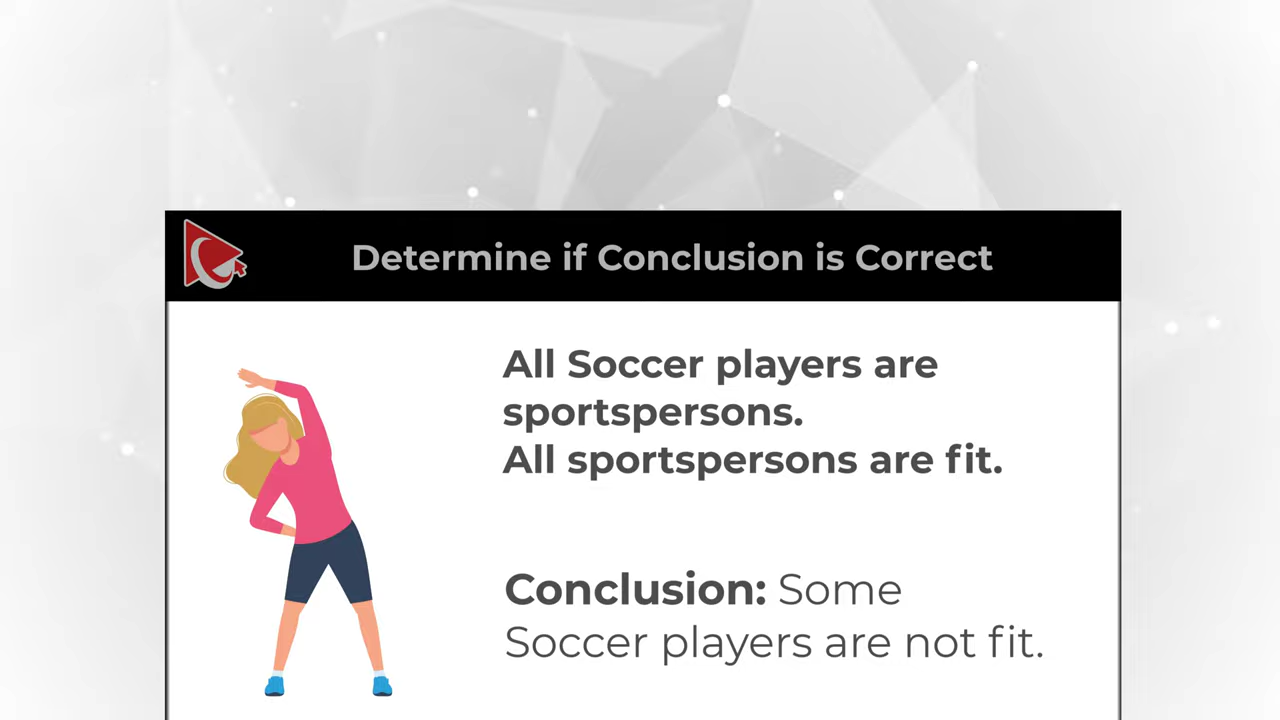 Determine if Conclusion is Correct
All Soccer players are
sportspersons.
All sportspersons are fit.
Conclusion: Some
Soccer players are not fit.